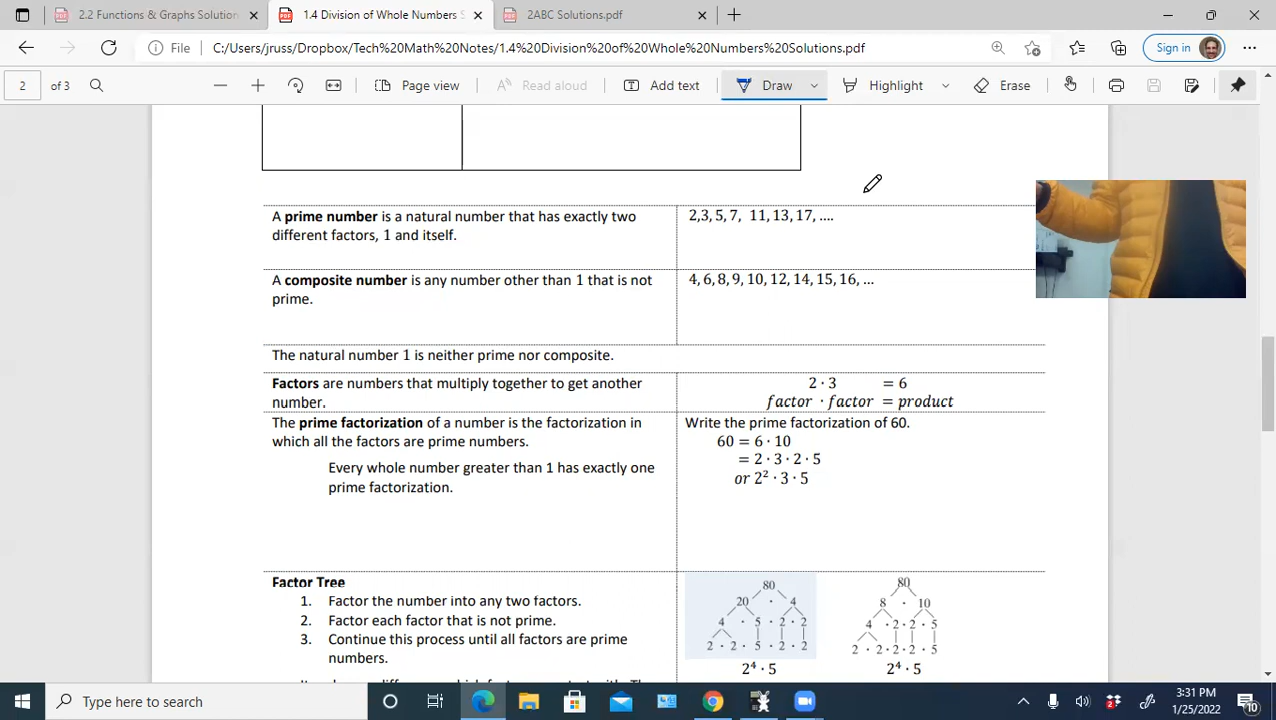 2.2 Functions & Graphs Solution
1.4 Division of Whole Numbers S
2ABC Solutions.pdf
File
C:/Users/jruss/Dropbox/Tech%20Math%20Notes/1.4%20Division%20of%20Whole%20Numbers%20Solutions.pdf
Sign in
2 of 3
Page view
Read aloud
Add text
Draw
Highlight
Erase
A prime number is a natural number that has exactly two
different factors, 1 and itself.
2,3,5,7, 11,13,17, ....
A composite number is any number other than 1 that is not
prime.
4, 6, 8, 9, 10, 12, 14, 15, 16, ...
The natural number 1 is neither prime nor composite.
Factors are numbers that multiply together to get another
number.
2 · 3 = 6
factor · factor = product
The prime factorization of a number is the factorization in
which all the factors are prime numbers.
Every whole number greater than 1 has exactly one
prime factorization.
Write the prime factorization of 60.
60 = 6 · 10
= 2 · 3 · 2 · 5
or 2² · 3 · 5
Factor Tree
1. Factor the number into any two factors.
2. Factor each factor that is not prime.
3. Continue this process until all factors are prime
numbers.
80
20 · 4
4 · 5 · 2 · 2
2 · 2 · 5 · 2 · 2
2⁴ · 5
80
8 · 10
4 · 2 · 2 · 5
2 · 2 · 2 · 2 · 5
2⁴ · 5
Type here to search
3:31 PM
1/25/2022
10